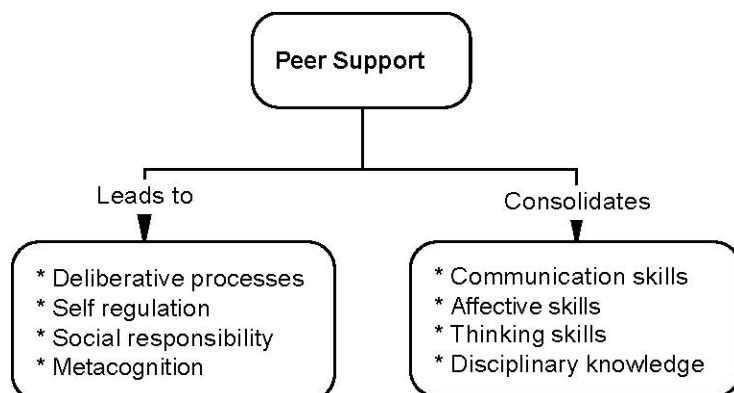 Peer Support
Leads to
Consolidates
* Deliberative processes
* Self regulation
* Social responsibility
* Metacognition
* Communication skills
* Affective skills
* Thinking skills
* Disciplinary knowledge